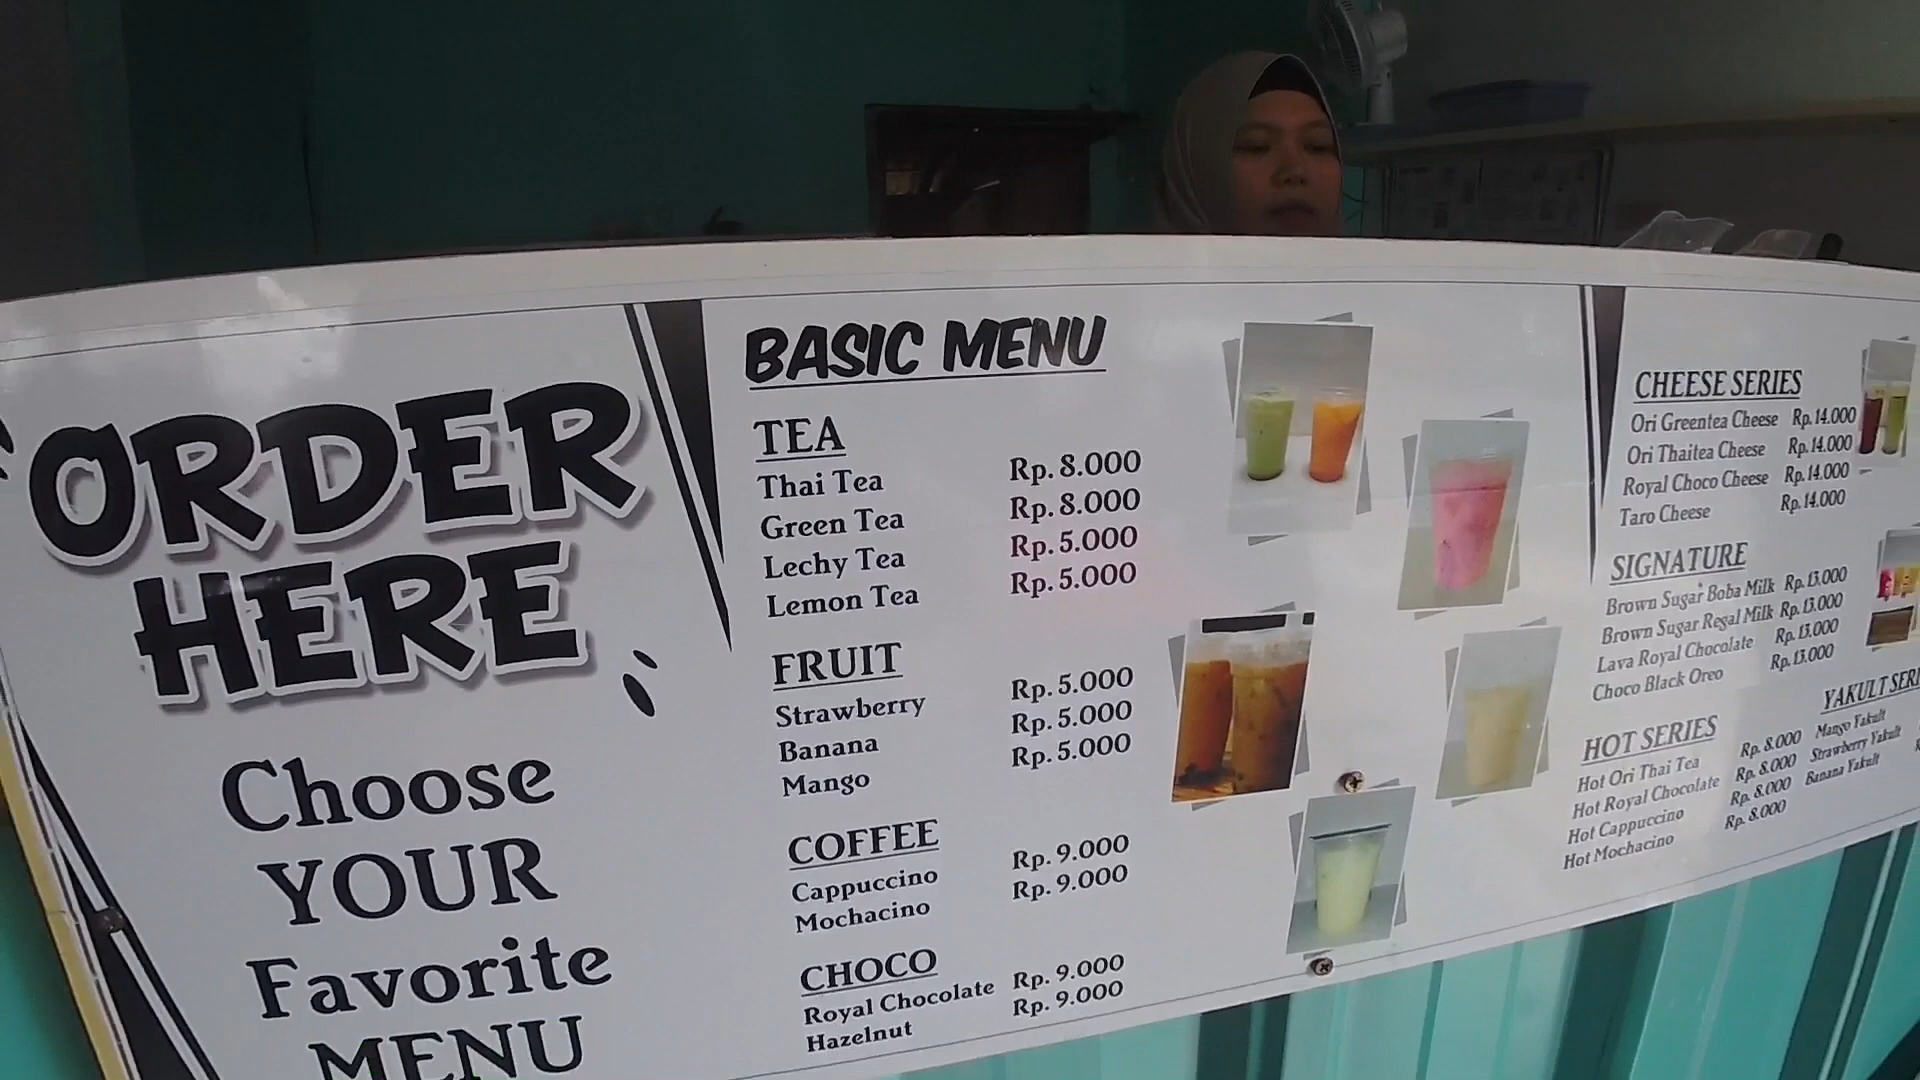 ORDER
HERE
Choose
YOUR
Favorite
MENU
BASIC MENU
TEA
Thai Tea Rp. 8.000
Green Tea Rp. 8.000
Lechy Tea Rp. 5.000
Lemon Tea Rp. 5.000
FRUIT
Strawberry Rp. 5.000
Banana Rp. 5.000
Mango Rp. 5.000
COFFEE
Cappuccino Rp. 9.000
Mochacino Rp. 9.000
CHOCO
Royal Chocolate Rp. 9.000
Hazelnut Rp. 9.000
CHEESE SERIES
Ori Greentea Cheese Rp.14.000
Ori Thaitea Cheese Rp.14.000
Royal Choco Cheese Rp.14.000
Taro Cheese Rp.14.000
SIGNATURE
Brown Sugar Boba Milk Rp.13.000
Brown Sugar Regal Milk Rp.13.000
Lava Royal Chocolate Rp.13.000
Choco Black Oreo Rp.13.000
HOT SERIES
Hot Ori Thai Tea Rp. 8.000
Hot Royal Chocolate Rp. 8.000
Hot Cappuccino Rp. 8.000
Hot Mochacino Rp. 8.000
YAKULT SERI
Mango Yakult
Strawberry Yakult
Banana Yakult